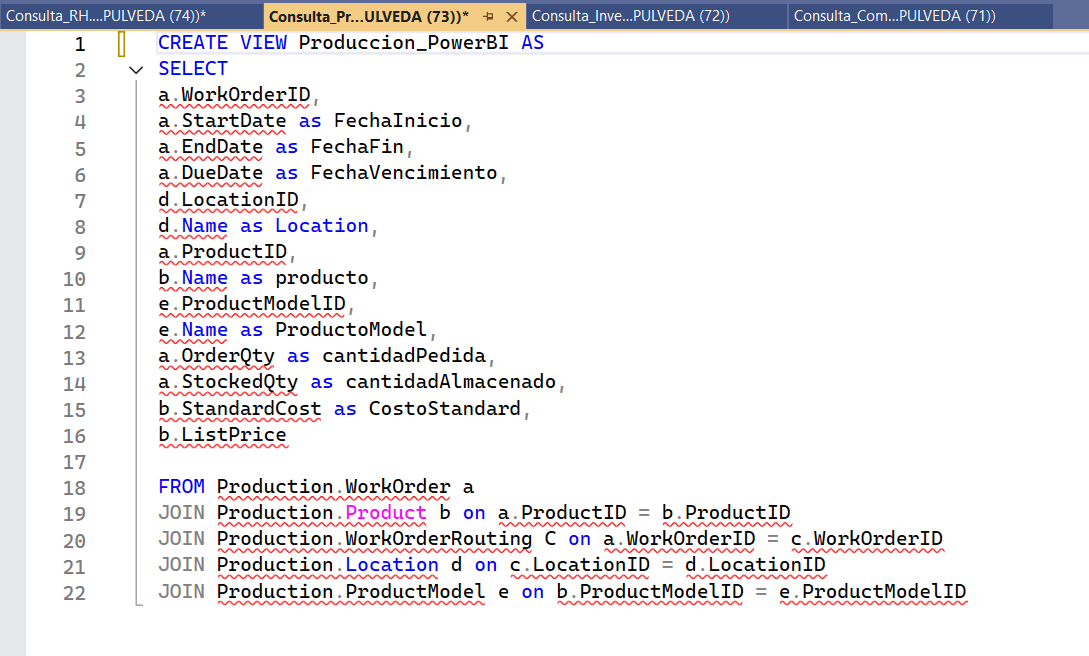 Consulta_RH....PULVEDA (74))* Consulta_Pr...ULVEDA (73))* Consulta_Inve...PULVEDA (72)) Consulta_Com...PULVEDA (71))
1 CREATE VIEW Produccion_PowerBI AS
2 SELECT
3 a.WorkOrderID,
4 a.StartDate as FechaInicio,
5 a.EndDate as FechaFin,
6 a.DueDate as FechaVencimiento,
7 d.LocationID,
8 d.Name as Location,
9 a.ProductID,
10 b.Name as producto,
11 e.ProductModelID,
12 e.Name as ProductoModel,
13 a.OrderQty as cantidadPedida,
14 a.StockedQty as cantidadAlmacenado,
15 b.StandardCost as CostoStandard,
16 b.ListPrice
17
18 FROM Production.WorkOrder a
19 JOIN Production.Product b on a.ProductID = b.ProductID
20 JOIN Production.WorkOrderRouting C on a.WorkOrderID = c.WorkOrderID
21 JOIN Production.Location d on c.LocationID = d.LocationID
22 JOIN Production.ProductModel e on b.ProductModelID = e.ProductModelID